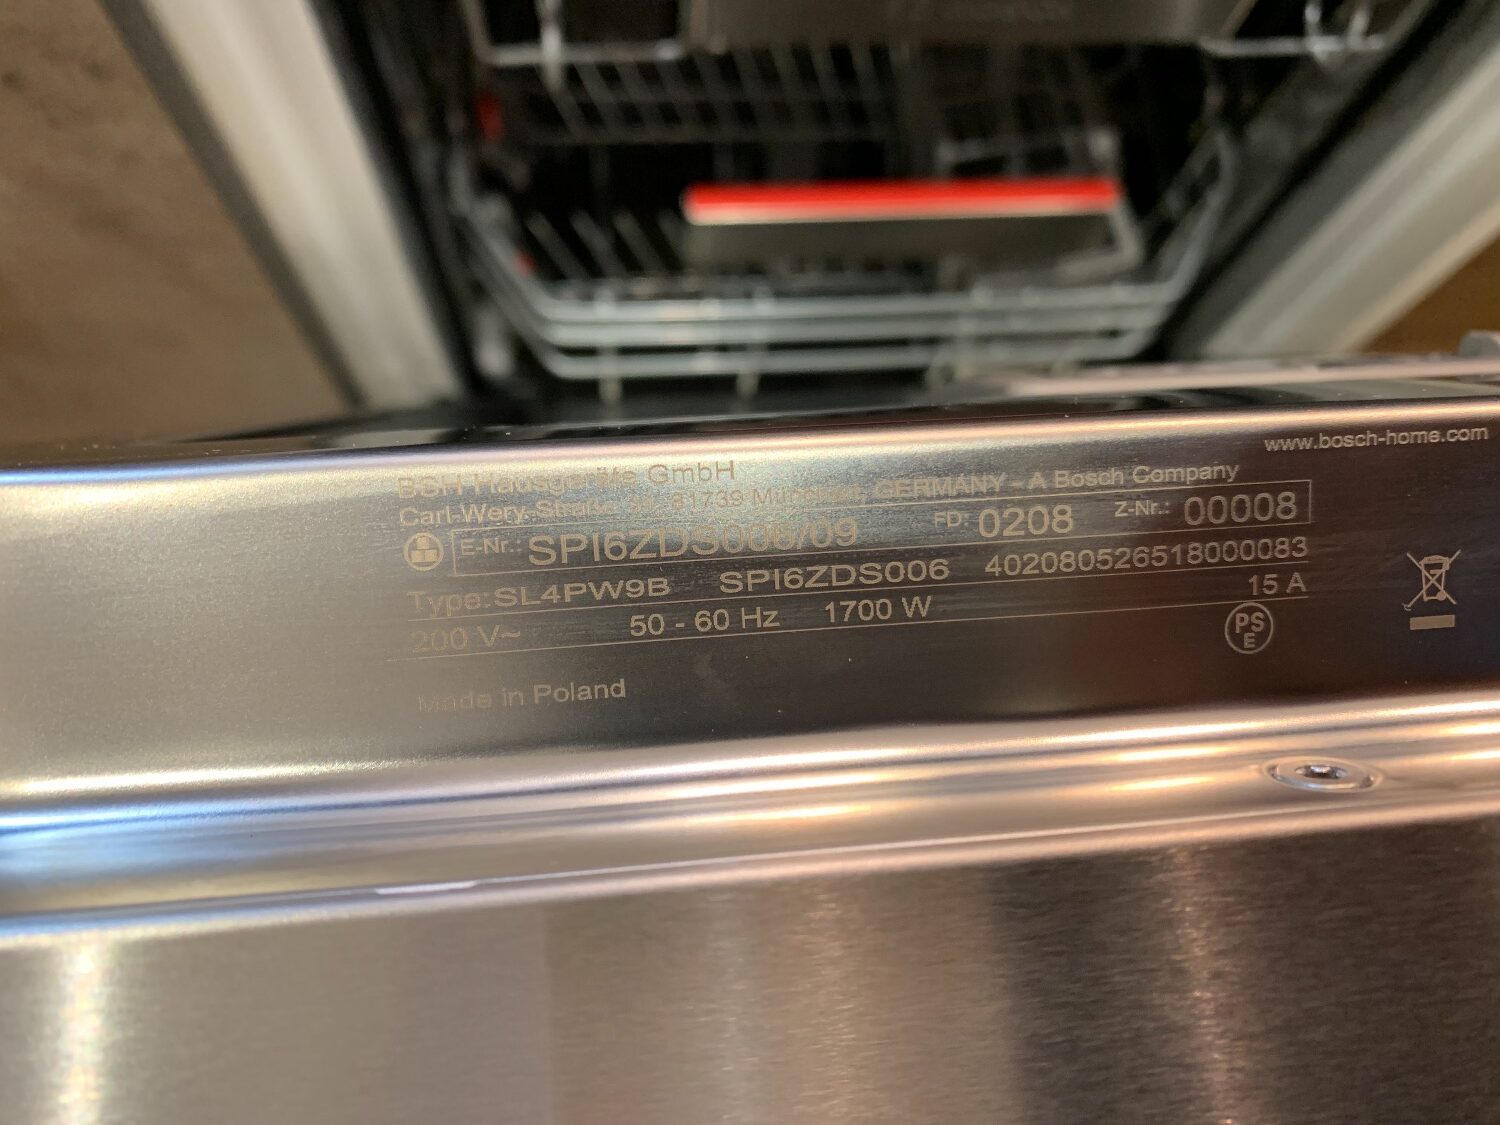 www.bosch-home.com
BSH Hausgeräte GmbH
Carl-Wery-Straße 34, 81739 München, GERMANY - A Bosch Company
E-Nr.: SPI6ZDS006/09 FD: 0208 Z-Nr.: 00008
Type: SL4PW9B SPI6ZDS006 402080526518000083
200 V~ 50 - 60 Hz 1700 W 15 A
PS
E
Made in Poland